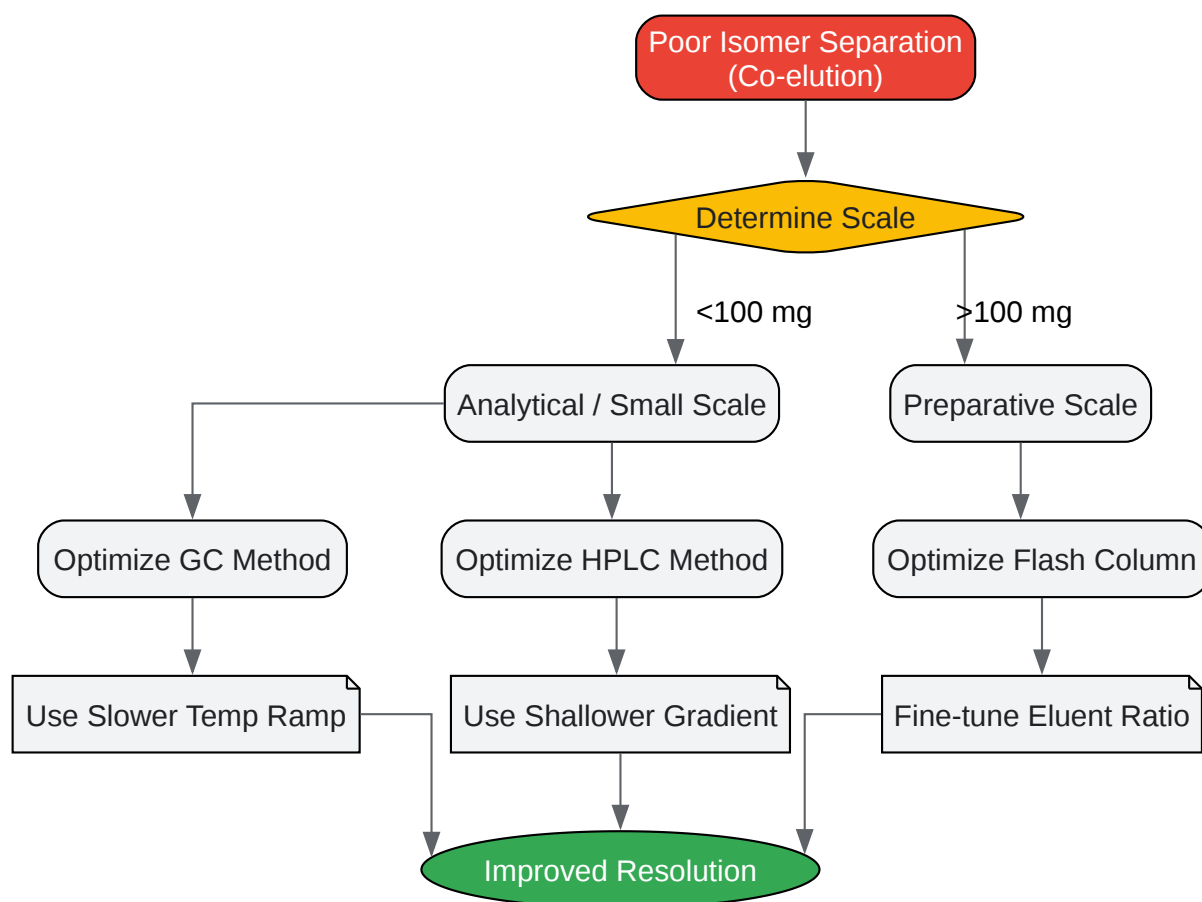 Poor Isomer Separation
(Co-elution)
Determine Scale
<100 mg
>100 mg
Analytical / Small Scale
Preparative Scale
Optimize GC Method
Optimize HPLC Method
Optimize Flash Column
Use Slower Temp Ramp
Use Shallower Gradient
Fine-tune Eluent Ratio
Improved Resolution